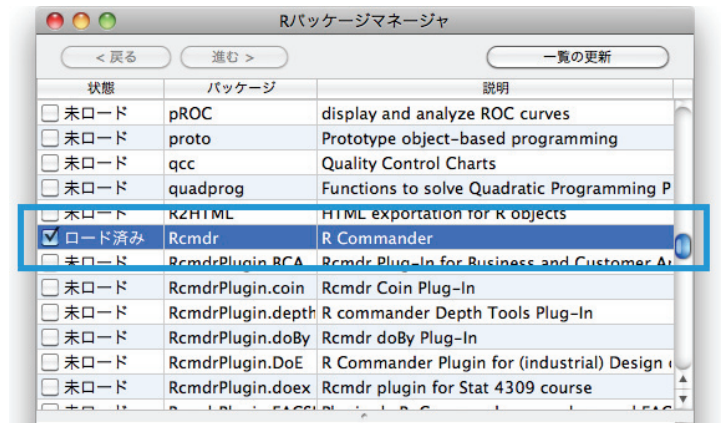 Rパッケージマネージャ
<戻る 進む> 一覧の更新
状態 パッケージ 説明
未ロード pROC display and analyze ROC curves
未ロード proto Prototype object-based programming
未ロード qcc Quality Control Charts
未ロード quadprog Functions to solve Quadratic Programming P
未ロード R2HTML HTML exportation for R objects
ロード済み Rcmdr R Commander
未ロード RcmdrPlugin.BCA Rcmdr Plug-In for Business and Customer
未ロード RcmdrPlugin.coin Rcmdr Coin Plug-In
未ロード RcmdrPlugin.depth R commander Depth Tools Plug-In
未ロード RcmdrPlugin.doBy Rcmdr doBy Plug-In
未ロード RcmdrPlugin.DoE R Commander Plugin for (industrial) Design
未ロード RcmdrPlugin.doex Rcmdr plugin for Stat 4309 course